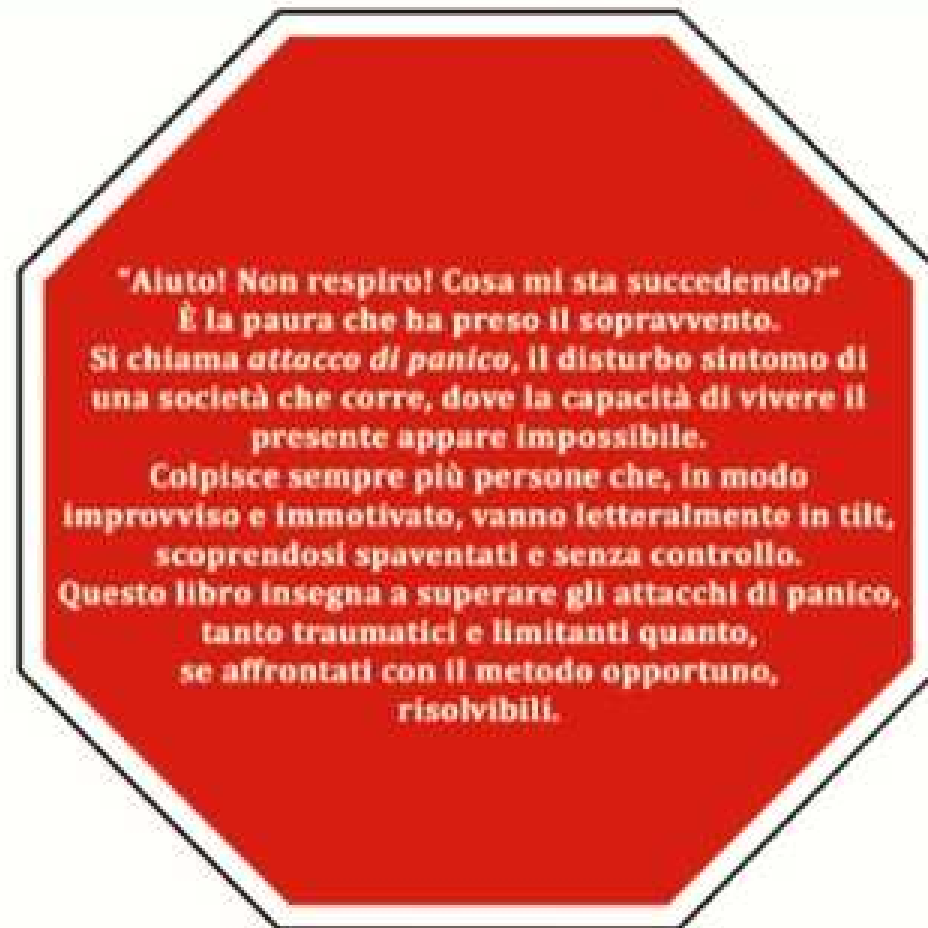 "Aiuto! Non respiro! Cosa mi sta succedendo?"
È la paura che ha preso il sopravvento.
Si chiama attacco di panico, il disturbo sintomo di
una società che corre, dove la capacità di vivere il
presente appare impossibile.
Colpisce sempre più persone che, in modo
improvviso e immotivato, vanno letteralmente in tilt,
scoprendosi spaventati e senza controllo.
Questo libro insegna a superare gli attacchi di panico,
tanto traumatici e limitanti quanto,
se affrontati con il metodo opportuno,
risolvibili.